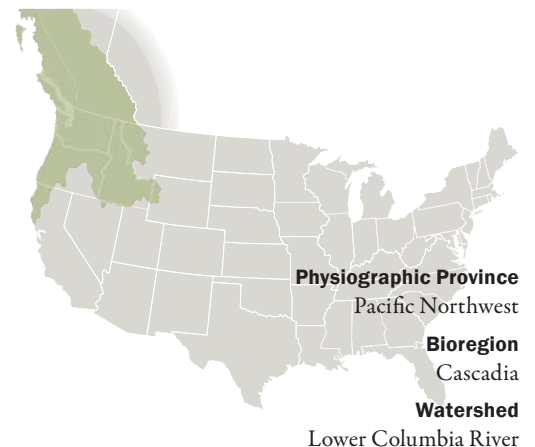 Physiographic Province
Pacific Northwest
Bioregion
Cascadia
Watershed
Lower Columbia River